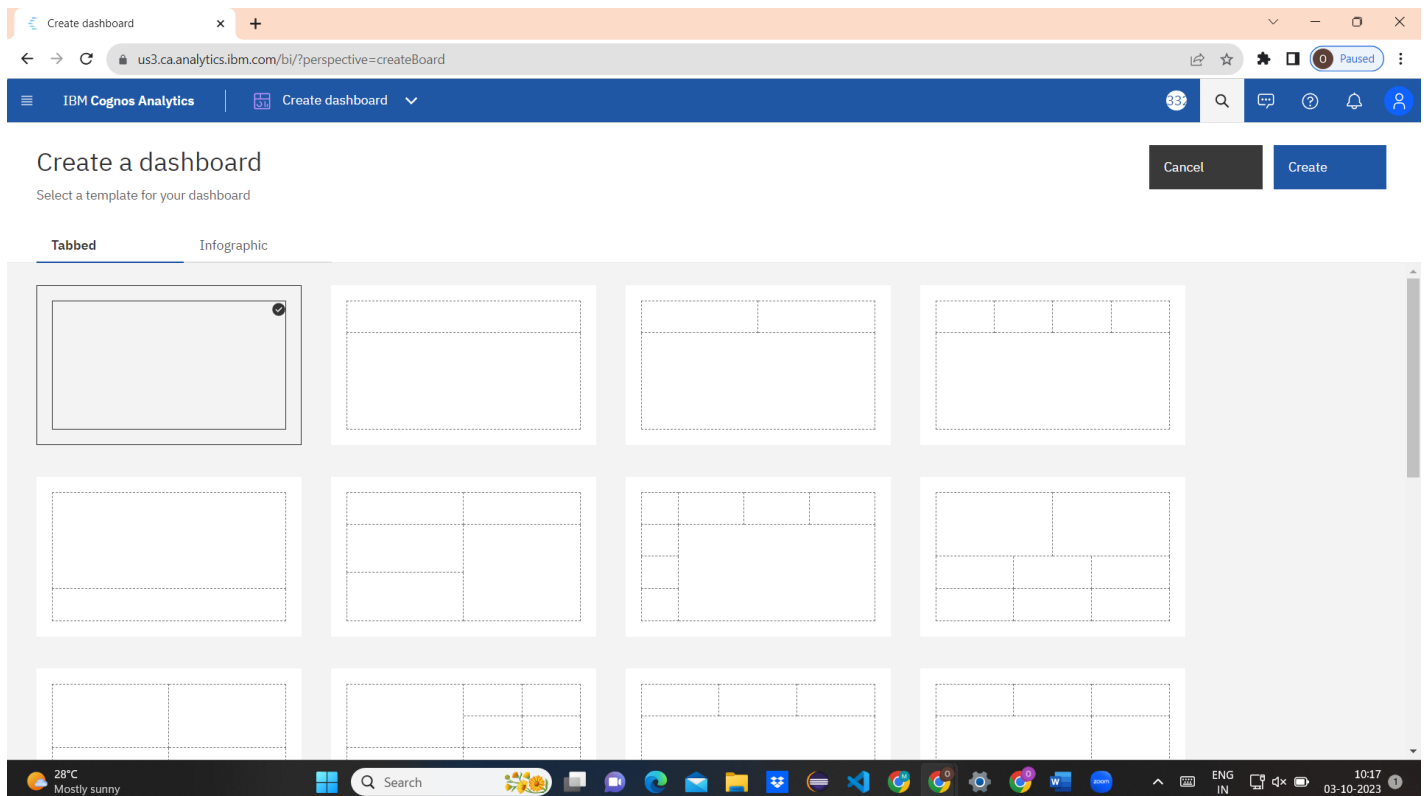 Create dashboard
us3.ca.analytics.ibm.com/bi/?perspective=createBoard
O Paused
IBM Cognos Analytics
Create dashboard
332
Create a dashboard
Select a template for your dashboard
Cancel
Create
Tabbed
Infographic
28°C
Mostly sunny
Search
zoom
ENG
IN
10:17
03-10-2023
1